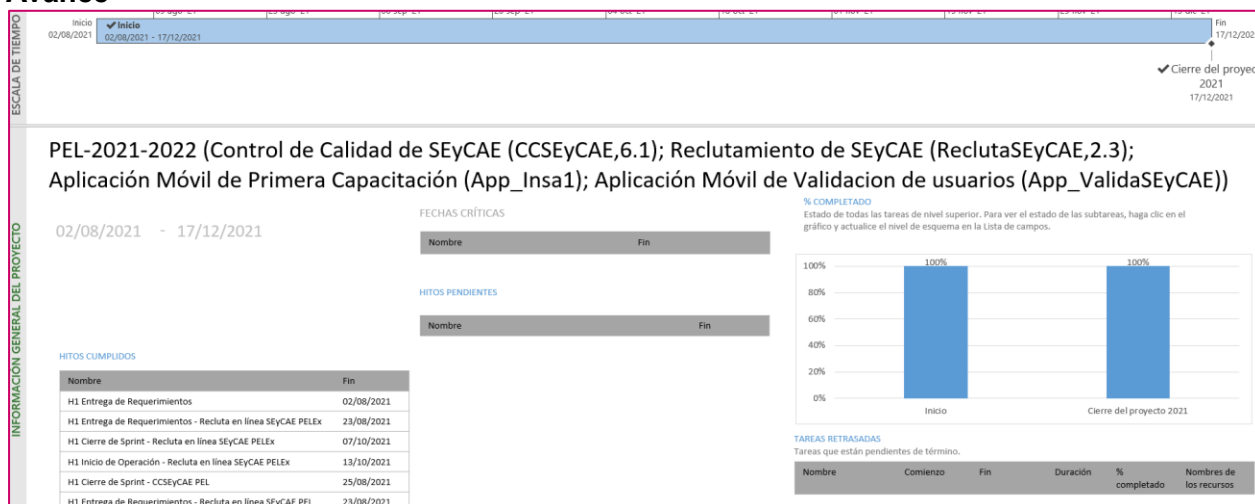 Avance
ESCALA DE TIEMPO
Inicio
02/08/2021
✔Inicio
02/08/2021 - 17/12/2021
Fin
17/12/202
✔Cierre del proyec
2021
17/12/2021
INFORMACIÓN GENERAL DEL PROYECTO
PEL-2021-2022 (Control de Calidad de SEyCAE (CCSEyCAE,6.1); Reclutamiento de SEyCAE (ReclutaSEyCAE,2.3);
Aplicación Móvil de Primera Capacitación (App_Insa1); Aplicación Móvil de Validacion de usuarios (App_ValidaSEyCAE))
02/08/2021 - 17/12/2021
HITOS CUMPLIDOS
Nombre Fin
H1 Entrega de Requerimientos 02/08/2021
H1 Entrega de Requerimientos - Recluta en línea SEyCAE PELEx 23/08/2021
H1 Cierre de Sprint - Recluta en línea SEyCAE PELEx 07/10/2021
H1 Inicio de Operación - Recluta en línea SEyCAE PELEx 13/10/2021
H1 Cierre de Sprint - CCSEyCAE PEL 25/08/2021
H1 Entrega de Requerimientos - Recluta en línea SEyCAE PEL 23/08/2021
FECHAS CRÍTICAS
Nombre Fin
HITOS PENDIENTES
Nombre Fin
% COMPLETADO
Estado de todas las tareas de nivel superior. Para ver el estado de las subtareas, haga clic en el
gráfico y actualice el nivel de esquema en la Lista de campos.
100% 100%
100%
80%
60%
40%
20%
0%
Inicio Cierre del proyecto 2021
TAREAS RETRASADAS
Tareas que están pendientes de término.
Nombre Comienzo Fin Duración % completado Nombres de los recursos